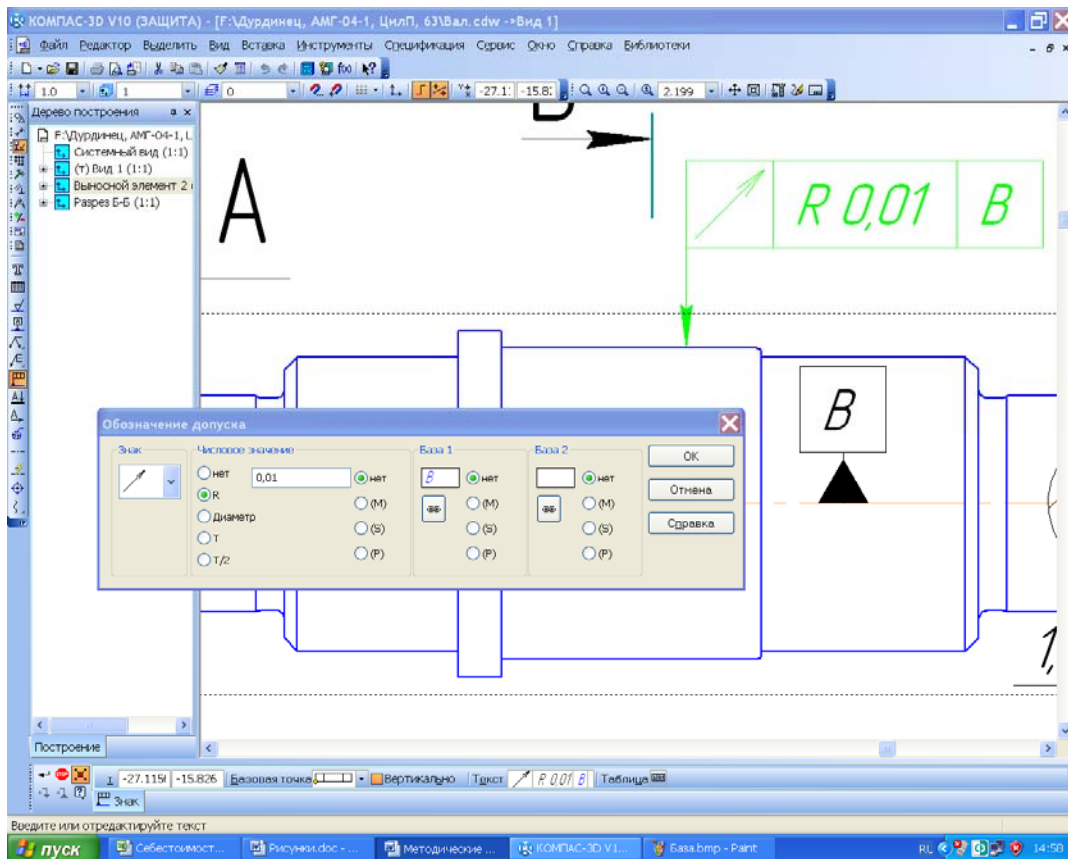 КОМПАС-3D V10 (ЗАЩИТА) - [F:\Дурдинец, АМГ-04-1, ЦилП, 63\Вал.cdw ->Вид 1]
Файл Редактор Выделить Вид Вставка Инструменты Спецификация Сервис Окно Справка Библиотеки
1.0 1 0 -27.1 -15.8 2.199
Дерево построения
F:\Дурдинец, АМГ-04-1, L
Системный вид (1:1)
(т) Вид 1 (1:1)
Выносной элемент 2
Разрез Б-Б (1:1)
А
R 0,01 В
В
Обозначение допуска
Знак Числовое значение База 1 База 2
нет 0,01 нет В нет нет
R (M) (M) (M)
Диаметр (S) (S) (S)
T (P) (P) (P)
T/2
OK
Отмена
Справка
1,
Построение
-27.115 -15.826 Базовая точка Вертикально Текст R 0,01 В Таблица
Знак
Введите или отредактируйте текст
пуск Себестоимост... Рисунки.doc - ... Методические ... КОМПАС-3D V1... База.bmp - Paint RU 14:58